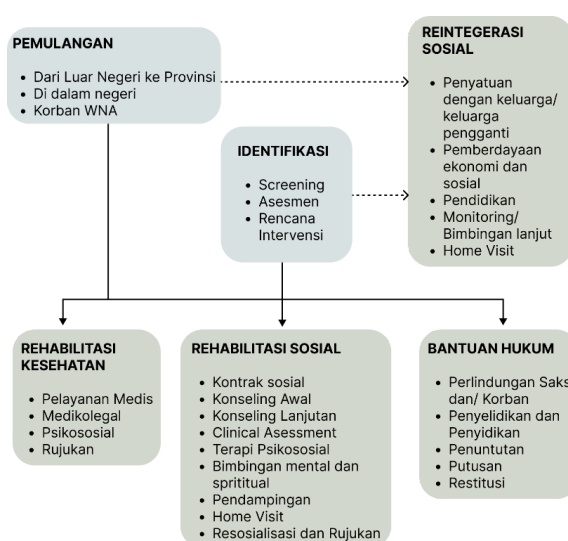 PEMULANGAN
• Dari Luar Negeri ke Provinsi
• Di dalam negeri
• Korban WNA
REINTEGERASI
SOSIAL
• Penyatuan
dengan keluarga/
keluarga
pengganti
• Pemberdayaan
ekonomi dan
sosial
• Pendidikan
• Monitoring/
Bimbingan lanjut
• Home Visit
IDENTIFIKASI
• Screening
• Asesmen
• Rencana
Intervensi
REHABILITASI
KESEHATAN
• Pelayanan Medis
• Medikolegal
• Psikososial
• Rujukan
REHABILITASI SOSIAL
• Kontrak sosial
• Konseling Awal
• Konseling Lanjutan
• Clinical Asessment
• Terapi Psikososial
• Bimbingan mental dan
sprititual
• Pendampingan
• Home Visit
• Resosialisasi dan Rujukan
BANTUAN HUKUM
• Perlindungan Saks
dan/ Korban
• Penyelidikan dan
Penyidikan
• Penuntutan
• Putusan
• Restitusi